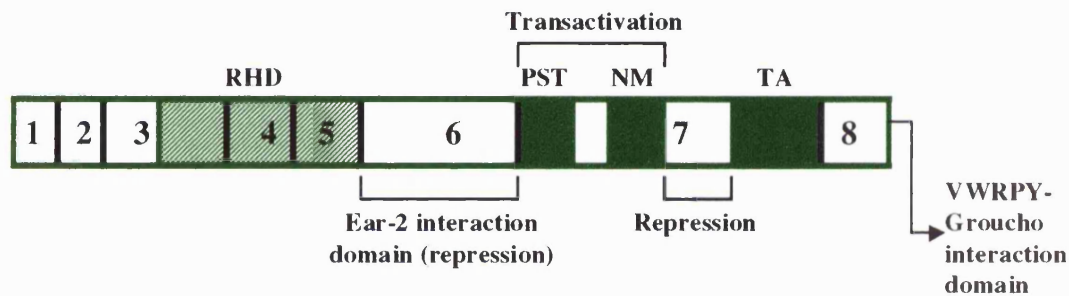 Transactivation
RHD PST NM TA
1 2 3 4 5 6 7 8
Ear-2 interaction
domain (repression)
Repression
VWRPY-
Groucho
interaction
domain